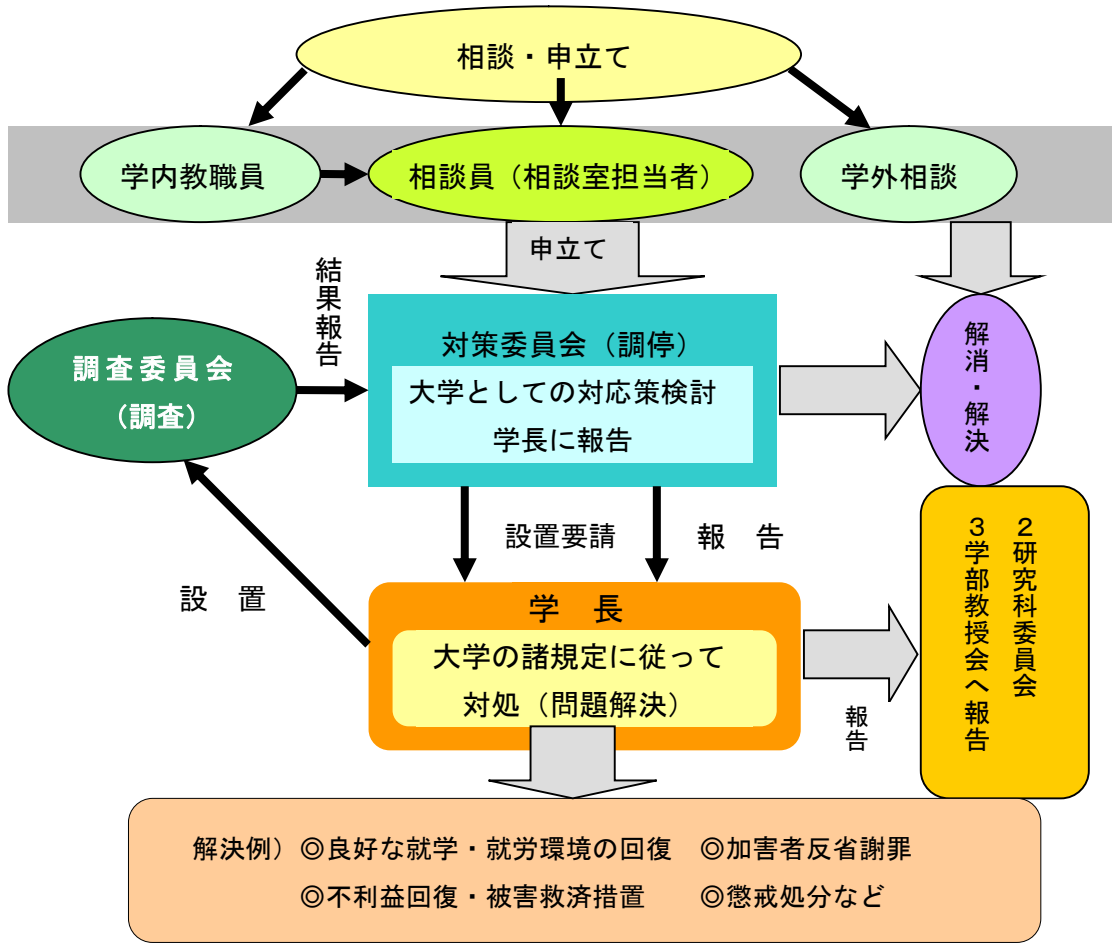 相談・申立て
学内教職員
相談員（相談室担当者）
学外相談
申立て
結果報告
調査委員会
（調査）
対策委員会（調停）
大学としての対応策検討
学長に報告
解消・解決
設置要請
報　告
設　置
学　長
大学の諸規定に従って
対処（問題解決）
報告
２研究科委員会
３学部教授会へ報告
解決例）◎良好な就学・就労環境の回復　◎加害者反省謝罪
◎不利益回復・被害救済措置　◎懲戒処分など